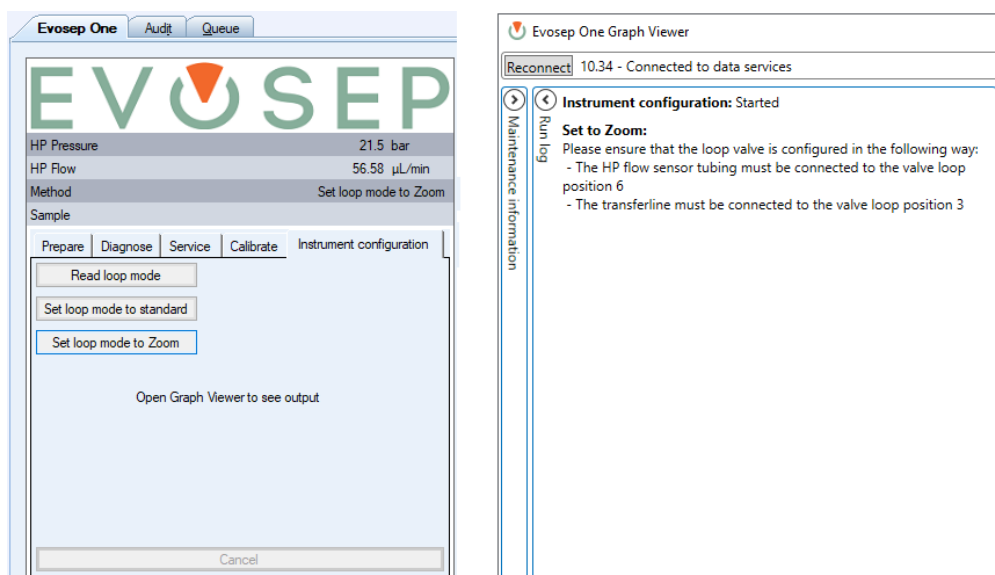 Evosep One Audit Queue
EVOSEP
HP Pressure 21.5 bar
HP Flow 56.58 µL/min
Method Set loop mode to Zoom
Sample
Prepare Diagnose Service Calibrate Instrument configuration
Read loop mode
Set loop mode to standard
Set loop mode to Zoom
Open Graph Viewer to see output
Cancel
Evosep One Graph Viewer
Reconnect 10.34 - Connected to data services
Maintenance information
Run log
Instrument configuration: Started
Set to Zoom:
Please ensure that the loop valve is configured in the following way:
- The HP flow sensor tubing must be connected to the valve loop
position 6
- The transferline must be connected to the valve loop position 3